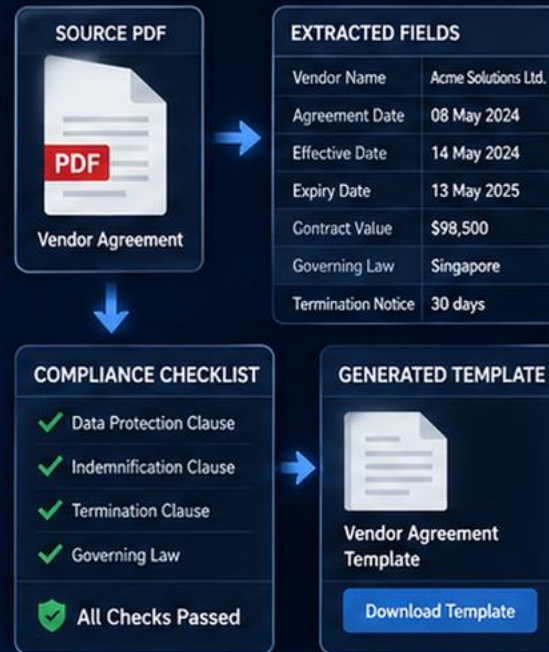 SOURCE PDF
PDF
Vendor Agreement
EXTRACTED FIELDS
Vendor Name Acme Solutions Ltd.
Agreement Date 08 May 2024
Effective Date 14 May 2024
Expiry Date 13 May 2025
Contract Value $98,500
Governing Law Singapore
Termination Notice 30 days
COMPLIANCE CHECKLIST
Data Protection Clause
Indemnification Clause
Termination Clause
Governing Law
All Checks Passed
GENERATED TEMPLATE
Vendor Agreement
Template
Download Template